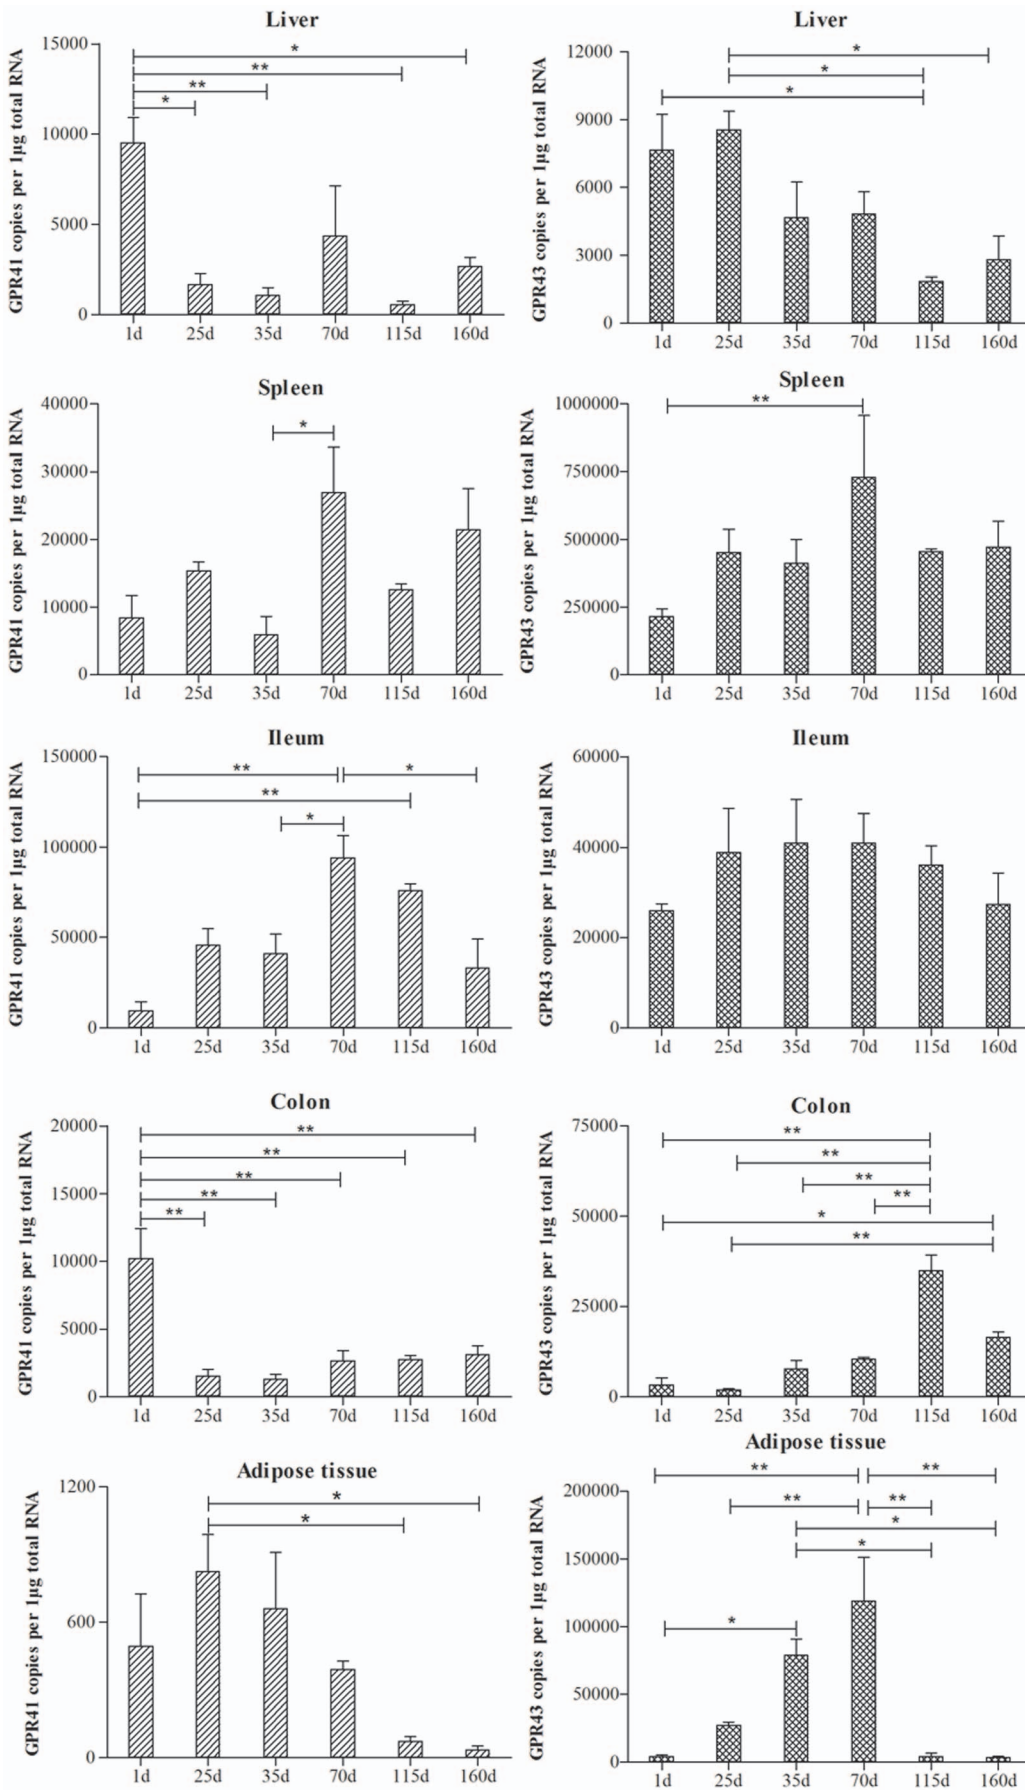 Liver
GPR41 copies per 1μg total RNA
15000
10000
5000
0
*
**
**
*
1d 25d 35d 70d 115d 160d
Liver
GPR43 copies per 1μg total RNA
12000
9000
6000
3000
0
*
*
*
1d 25d 35d 70d 115d 160d
Spleen
GPR41 copies per 1μg total RNA
40000
30000
20000
10000
0
*
1d 25d 35d 70d 115d 160d
Spleen
GPR43 copies per 1μg total RNA
1000000
750000
500000
250000
0
**
1d 25d 35d 70d 115d 160d
Ileum
GPR41 copies per 1μg total RNA
150000
100000
50000
0
** *
**
*
1d 25d 35d 70d 115d 160d
Ileum
GPR43 copies per 1μg total RNA
60000
40000
20000
0
1d 25d 35d 70d 115d 160d
Colon
GPR41 copies per 1μg total RNA
20000
15000
10000
5000
0
**
**
**
**
**
1d 25d 35d 70d 115d 160d
Colon
GPR43 copies per 1μg total RNA
75000
50000
25000
0
**
**
**
**
*
**
1d 25d 35d 70d 115d 160d
Adipose tissue
GPR41 copies per 1μg total RNA
1200
600
0
*
*
1d 25d 35d 70d 115d 160d
Adipose tissue
GPR43 copies per 1μg total RNA
200000
150000
100000
50000
0
** **
** **
*
*
*
1d 25d 35d 70d 115d 160d